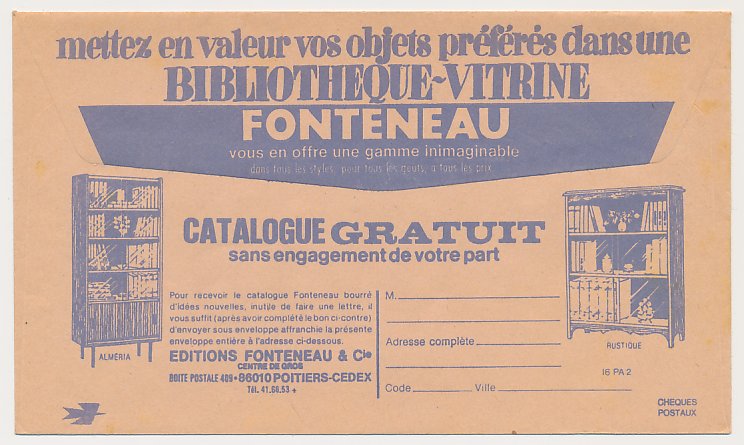 mettez en valeur vos objets préférés dans une
BIBLIOTHEQUE-VITRINE
FONTENEAU
vous en offre une gamme inimaginable
dans tous les styles, pour tous les goûts, à tous les prix
CATALOGUE GRATUIT
sans engagement de votre part
Pour recevoir le catalogue Fonteneau bourré
d'idées nouvelles, inutile de faire une lettre, il
vous suffit (après avoir complété le bon ci-contre)
d'envoyer sous enveloppe affranchie la présente
enveloppe entière à l'adresse ci-dessous.
EDITIONS FONTENEAU & Cie
CENTRE DE GROS
BOITE POSTALE 409 • 86010 POITIERS-CEDEX
Tél. 41.60.53 +
M.
Adresse complète
Code Ville
ALMÉRIA
RUSTIQUE
16 PA 2
CHEQUES
POSTAUX